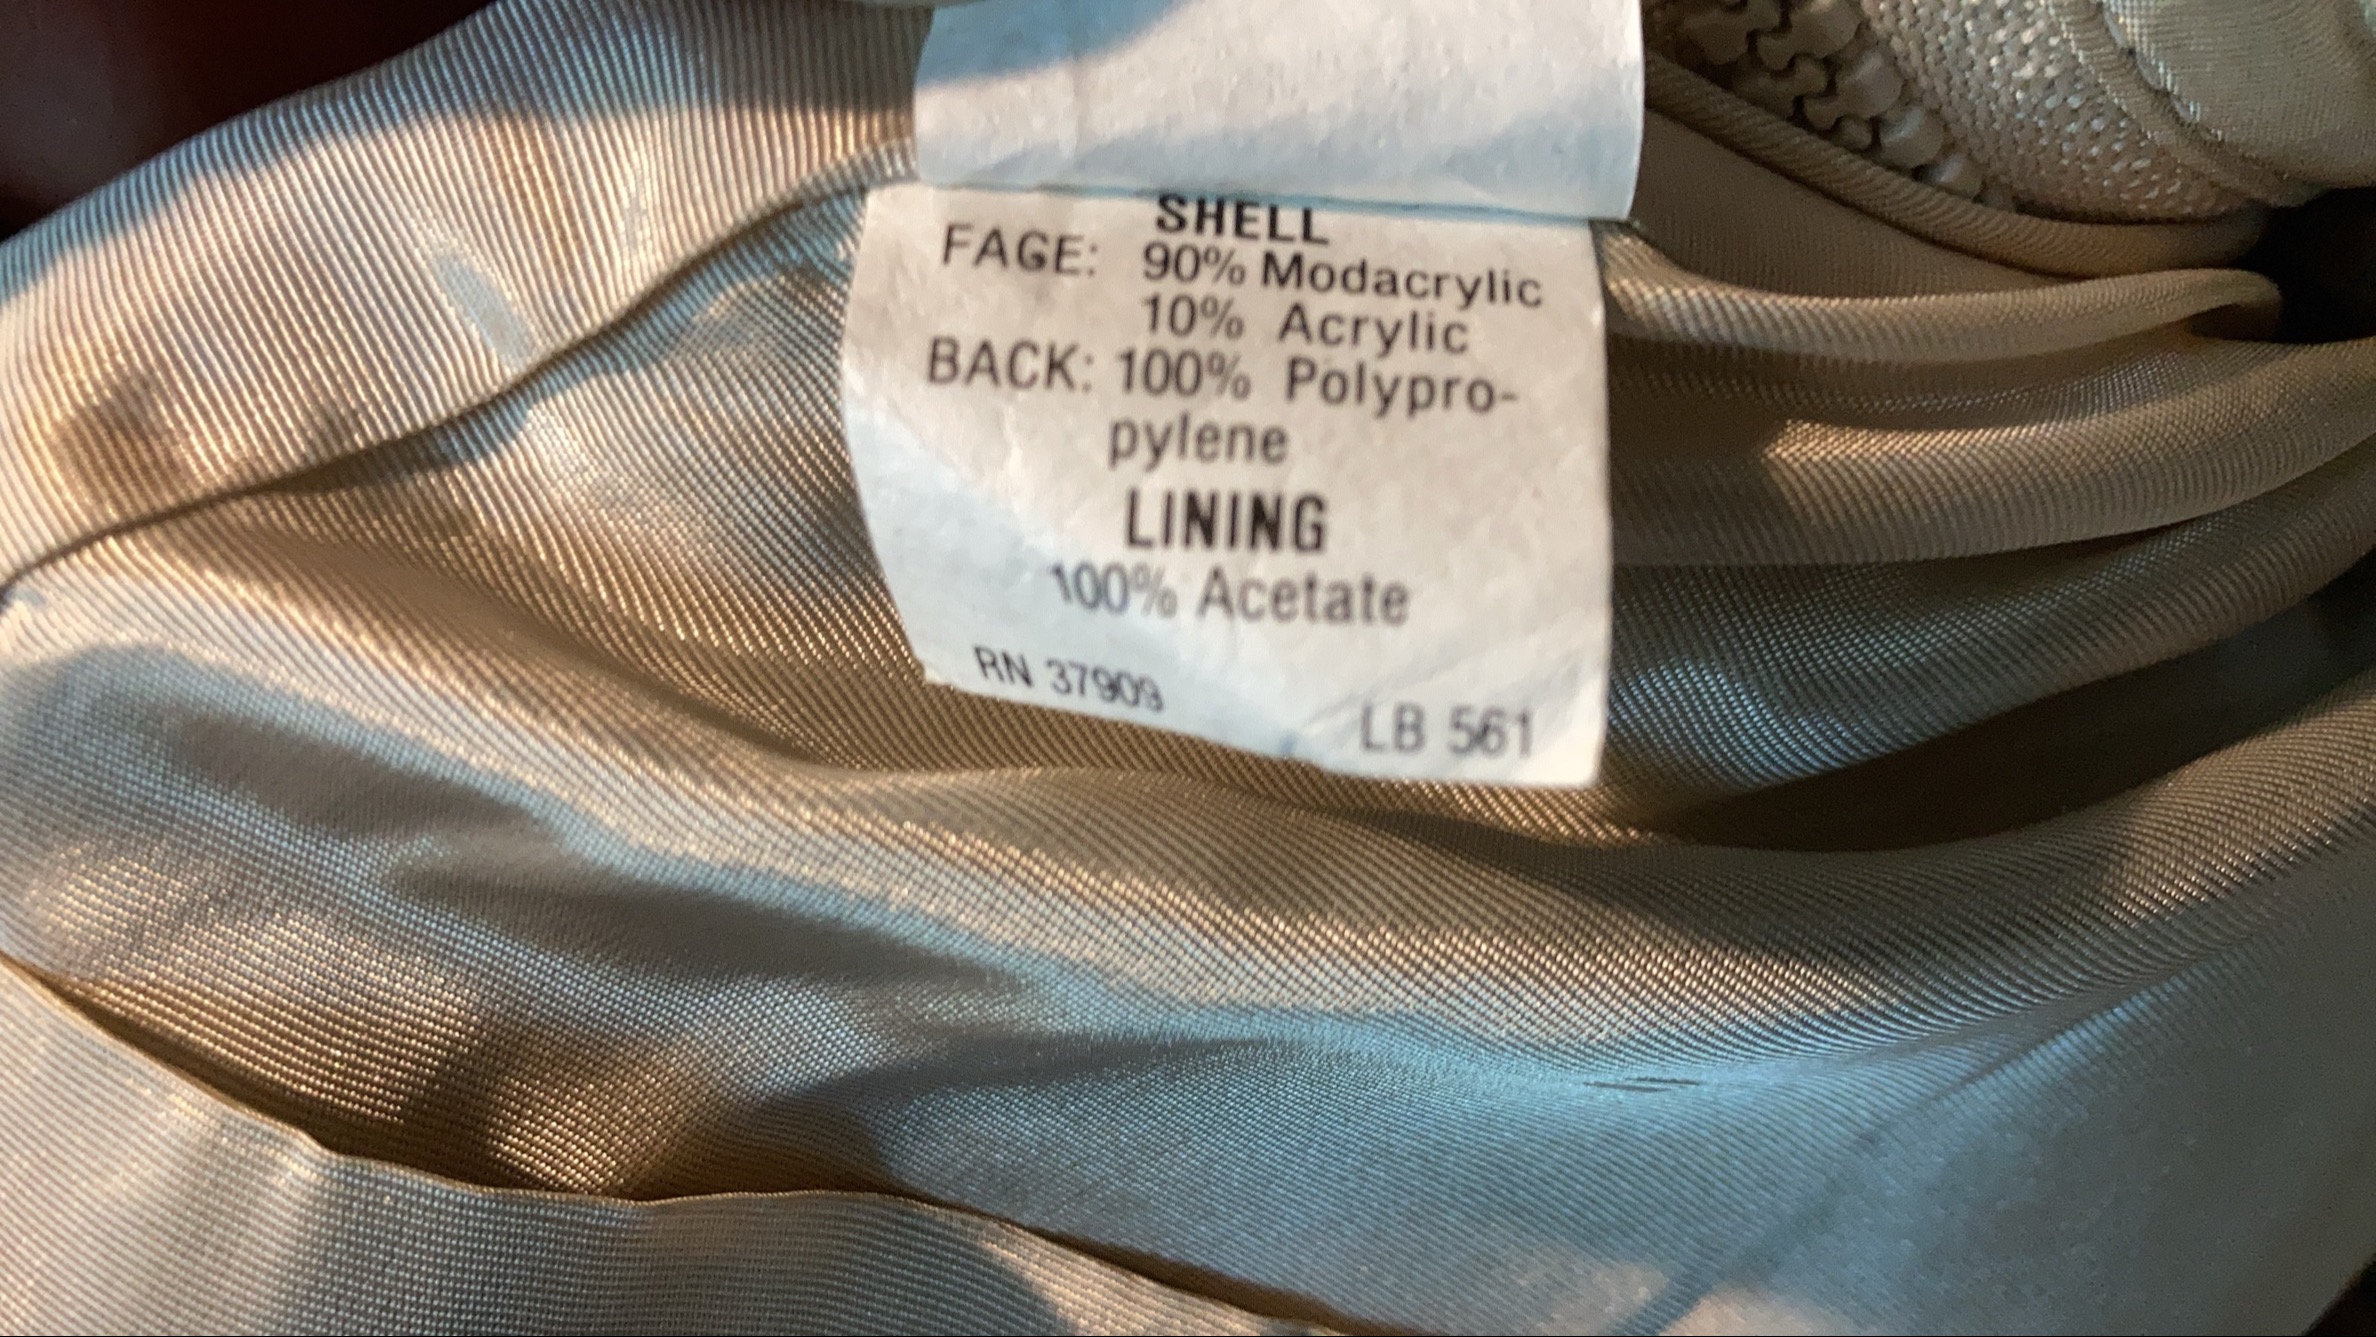 SHELL
FAGE: 90% Modacrylic
10% Acrylic
BACK: 100% Polypro-
pylene
LINING
100% Acetate
RN 37909
LB 561